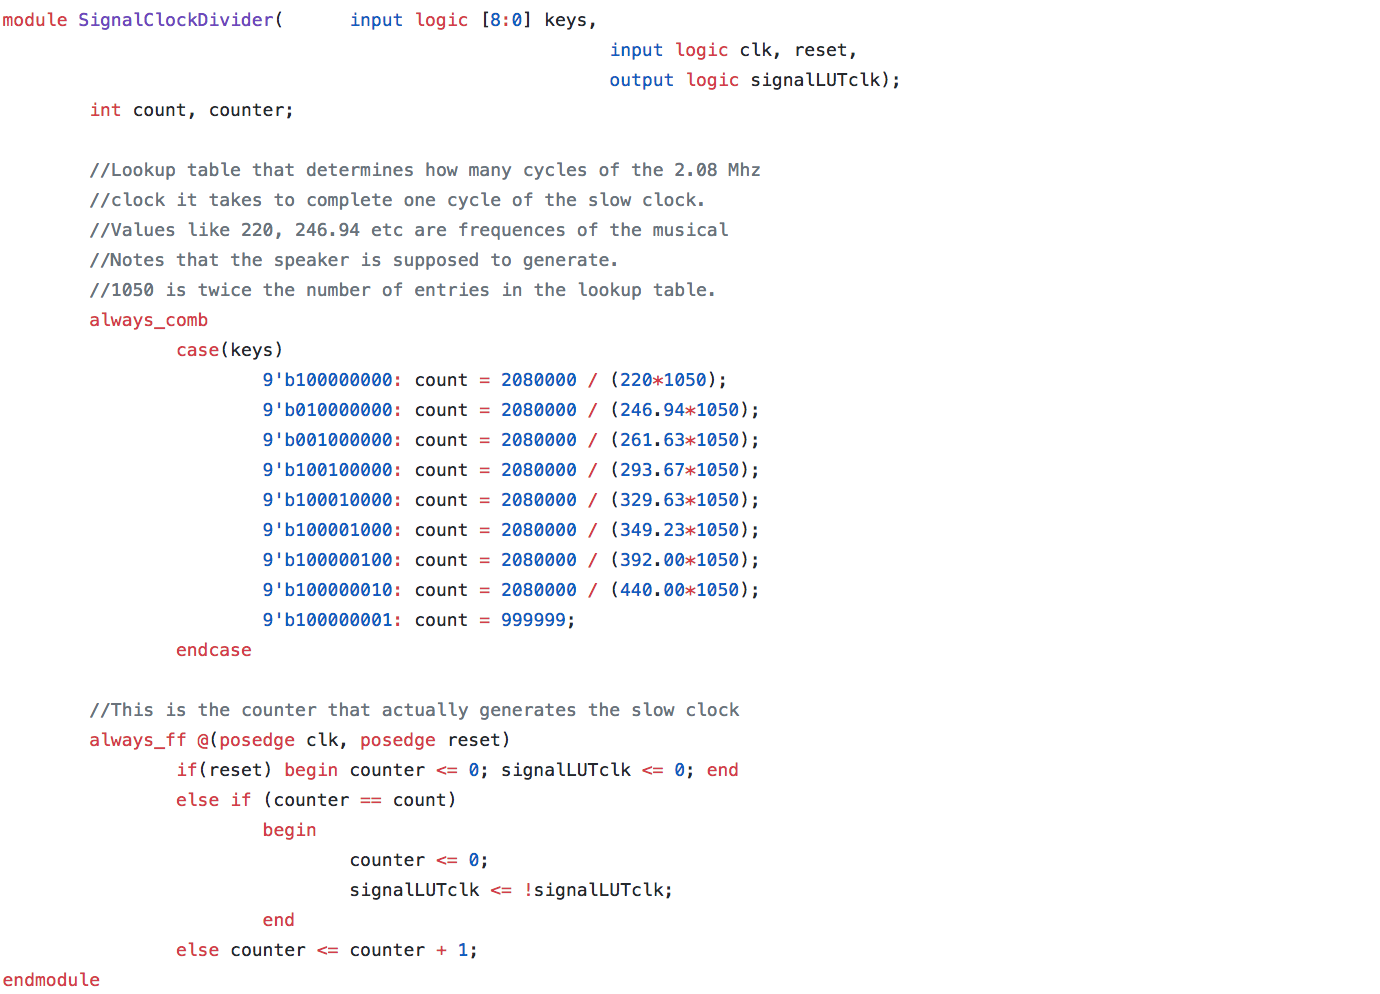 module SignalClockDivider(	input logic [8:0] keys,
							input logic clk, reset,
							output logic signalLUTclk);
	int count, counter;

	//Lookup table that determines how many cycles of the 2.08 Mhz
	//clock it takes to complete one cycle of the slow clock.
	//Values like 220, 246.94 etc are frequences of the musical
	//Notes that the speaker is supposed to generate.
	//1050 is twice the number of entries in the lookup table.
	always_comb
		case(keys)
			9'b100000000: count = 2080000 / (220*1050);
			9'b010000000: count = 2080000 / (246.94*1050);
			9'b001000000: count = 2080000 / (261.63*1050);
			9'b100100000: count = 2080000 / (293.67*1050);
			9'b100010000: count = 2080000 / (329.63*1050);
			9'b100001000: count = 2080000 / (349.23*1050);
			9'b100000100: count = 2080000 / (392.00*1050);
			9'b100000010: count = 2080000 / (440.00*1050);
			9'b100000001: count = 999999;
		endcase

	//This is the counter that actually generates the slow clock
	always_ff @(posedge clk, posedge reset)
		if(reset) begin counter <= 0; signalLUTclk <= 0; end
		else if (counter == count)
			begin
				counter <= 0;
				signalLUTclk <= !signalLUTclk;
			end
		else counter <= counter + 1;
endmodule